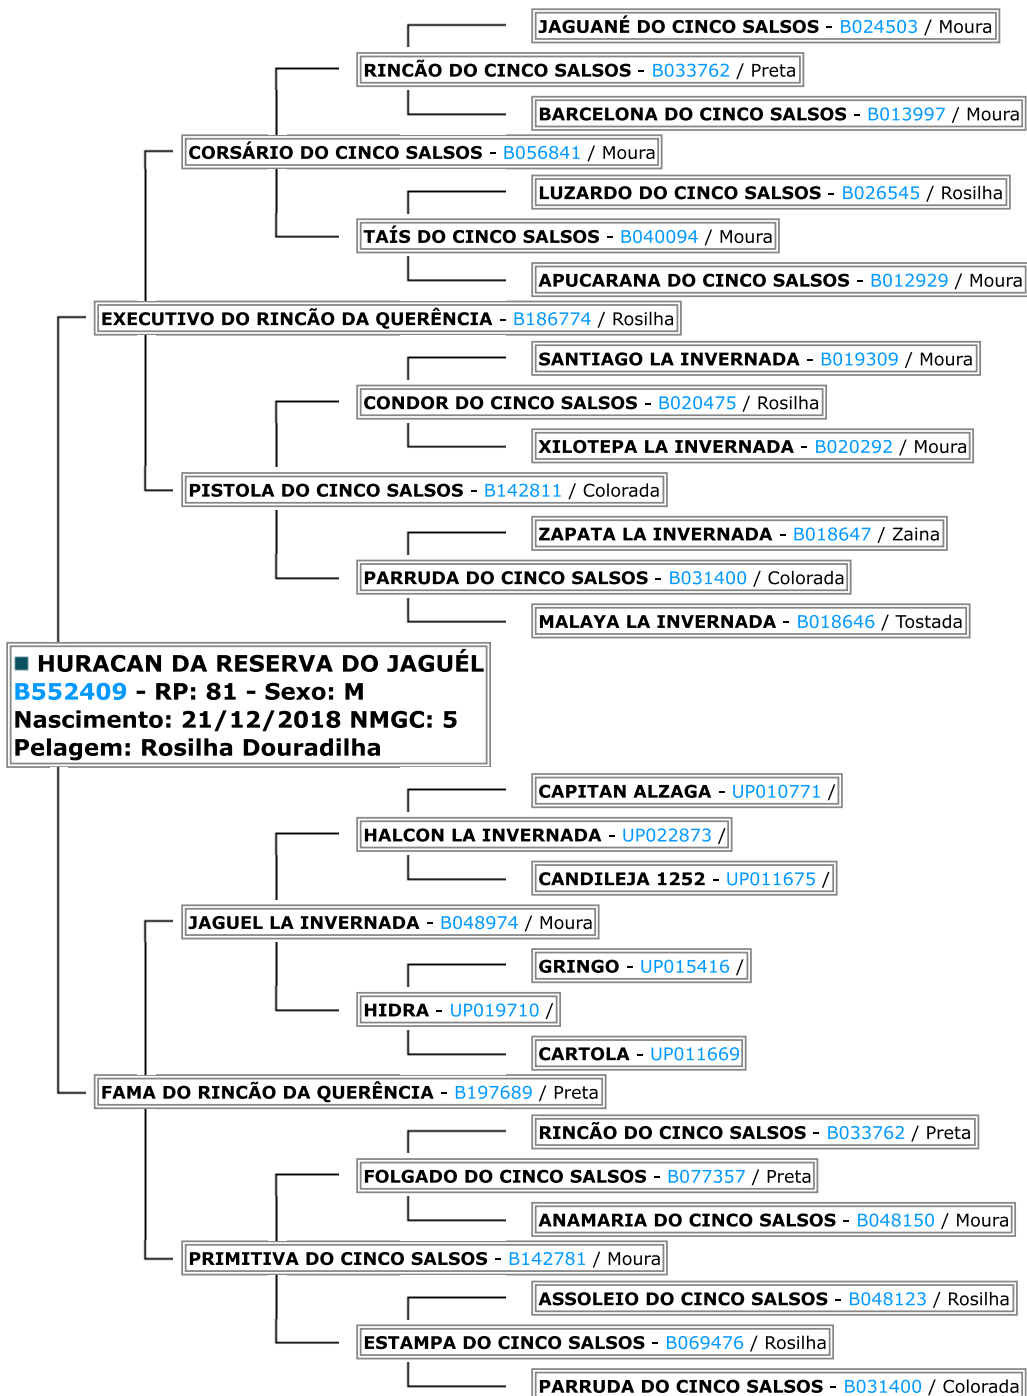 JAGUANÉ DO CINCO SALSOS - B024503 / Moura
RINCÃO DO CINCO SALSOS - B033762 / Preta
BARCELONA DO CINCO SALSOS - B013997 / Moura
CORSÁRIO DO CINCO SALSOS - B056841 / Moura
LUZARDO DO CINCO SALSOS - B026545 / Rosilha
TAÍS DO CINCO SALSOS - B040094 / Moura
APUCARANA DO CINCO SALSOS - B012929 / Moura
EXECUTIVO DO RINCÃO DA QUERÊNCIA - B186774 / Rosilha
SANTIAGO LA INVERNADA - B019309 / Moura
CONDOR DO CINCO SALSOS - B020475 / Rosilha
XILOTEPA LA INVERNADA - B020292 / Moura
PISTOLA DO CINCO SALSOS - B142811 / Colorada
ZAPATA LA INVERNADA - B018647 / Zaina
PARRUDA DO CINCO SALSOS - B031400 / Colorada
MALAYA LA INVERNADA - B018646 / Tostada
HURACAN DA RESERVA DO JAGUÉL
B552409 - RP: 81 - Sexo: M
Nascimento: 21/12/2018 NMGC: 5
Pelagem: Rosilha Douradilha
CAPITAN ALZAGA - UP010771 /
HALCON LA INVERNADA - UP022873 /
CANDILEJA 1252 - UP011675 /
JAGUEL LA INVERNADA - B048974 / Moura
GRINGO - UP015416 /
HIDRA - UP019710 /
CARTOLA - UP011669
FAMA DO RINCÃO DA QUERÊNCIA - B197689 / Preta
RINCÃO DO CINCO SALSOS - B033762 / Preta
FOLGADO DO CINCO SALSOS - B077357 / Preta
ANAMARIA DO CINCO SALSOS - B048150 / Moura
PRIMITIVA DO CINCO SALSOS - B142781 / Moura
ASSOLEIO DO CINCO SALSOS - B048123 / Rosilha
ESTAMPA DO CINCO SALSOS - B069476 / Rosilha
PARRUDA DO CINCO SALSOS - B031400 / Colorada